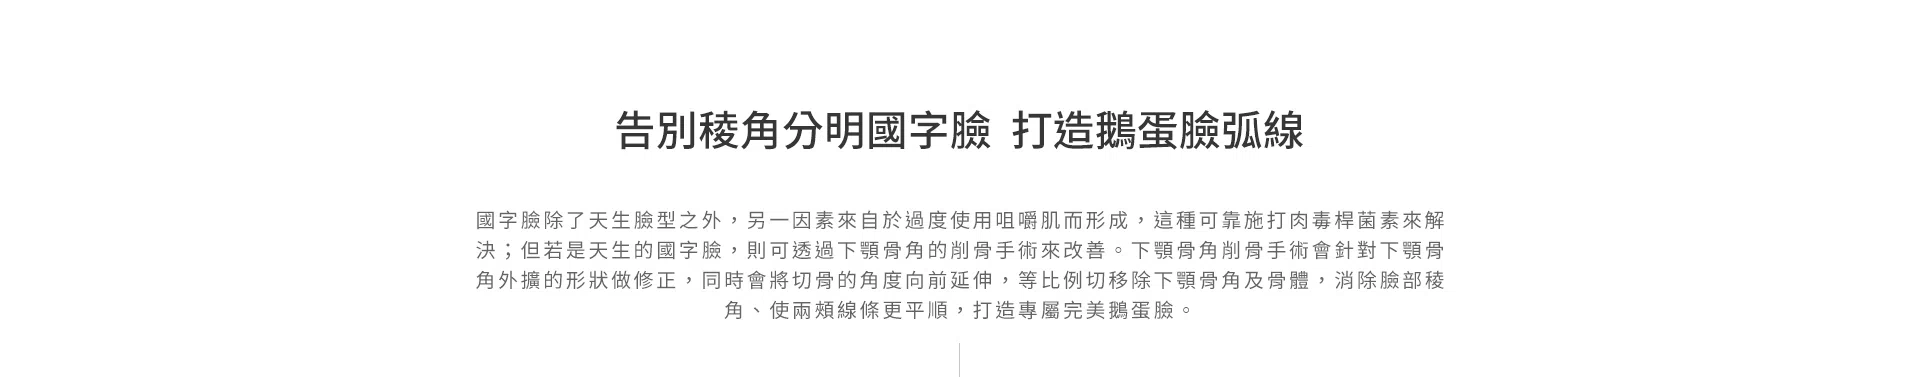 告別稜角分明國字臉 打造鵝蛋臉弧線
國字臉除了天生臉型之外，另一因素來自於過度使用咀嚼肌而形成，這種可靠施打肉毒桿菌素來解
決；但若是天生的國字臉，則可透過下顎骨角的削骨手術來改善。下顎骨角削骨手術會針對下顎骨
角外擴的形狀做修正，同時會將切骨的角度向前延伸，等比例切移除下顎骨角及骨體，消除臉部稜
角、使兩頰線條更平順，打造專屬完美鵝蛋臉。